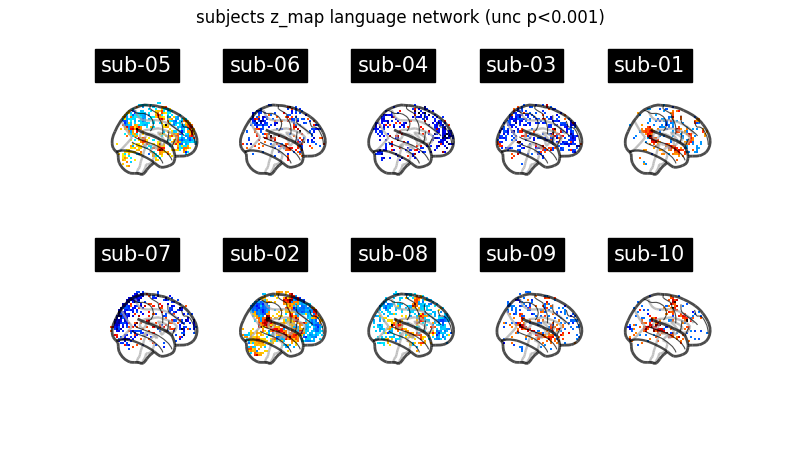 subjects z_map language network (unc p<0.001)
sub-05 sub-06 sub-04 sub-03 sub-01
sub-07 sub-02 sub-08 sub-09 sub-10